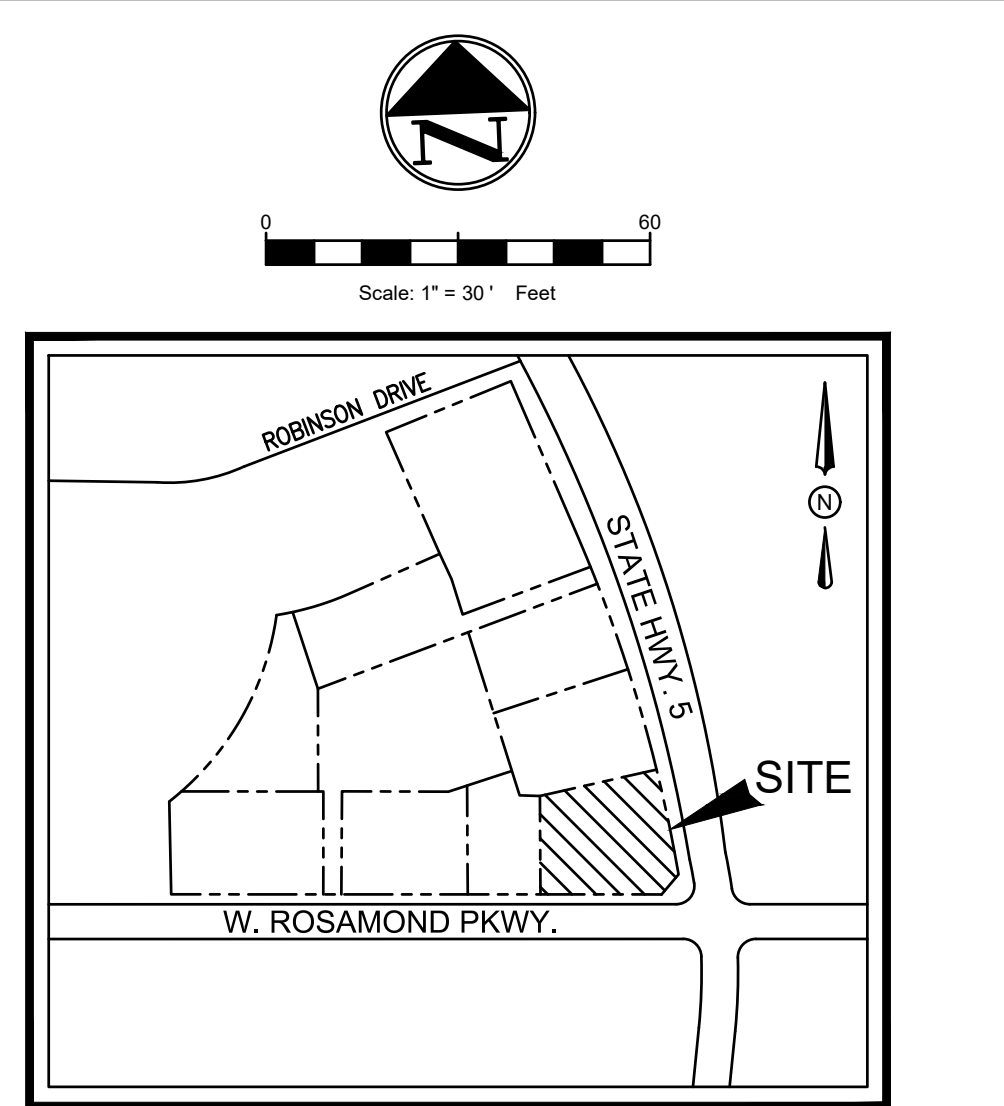 N
0 60
Scale: 1" = 30 ' Feet
ROBINSON DRIVE
N
STATE HWY. 5
SITE
W. ROSAMOND PKWY.